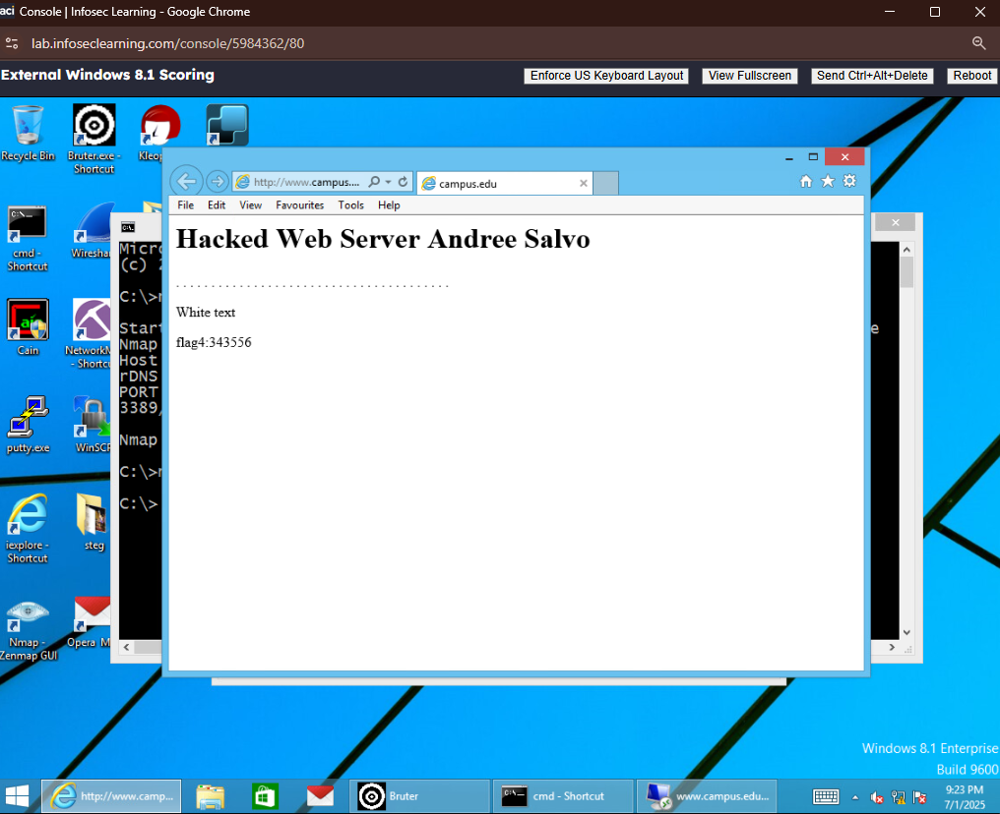 aci Console | Infosec Learning - Google Chrome
lab.infoseclearning.com/console/5984362/80
External Windows 8.1 Scoring
Enforce US Keyboard Layout
View Fullscreen
Send Ctrl+Alt+Delete
Reboot
Recycle Bin
Bruter.exe - Shortcut
Kleop
http://www.campus....
campus.edu
File Edit View Favourites Tools Help
Hacked Web Server Andree Salvo
. . . . . . . . . . . . . . . . . . . . . . . . . . . . . . . . . . . . . . .
White text
flag4:343556
cmd - Shortcut
Wireshar
Cain
NetworkM - Shortcu
putty.exe
WinSCP
iexplore - Shortcut
steg
Nmap - Zenmap GUI
Opera M
Micro
(c) 2
C:\>n
Start
e
Nmap
Host
rDNS
PORT
3389/
Nmap
C:\>n
C:\>
Windows 8.1 Enterprise
Build 9600
http://www.camp...
Bruter
cmd - Shortcut
www.campus.edu...
9:23 PM
7/1/2025